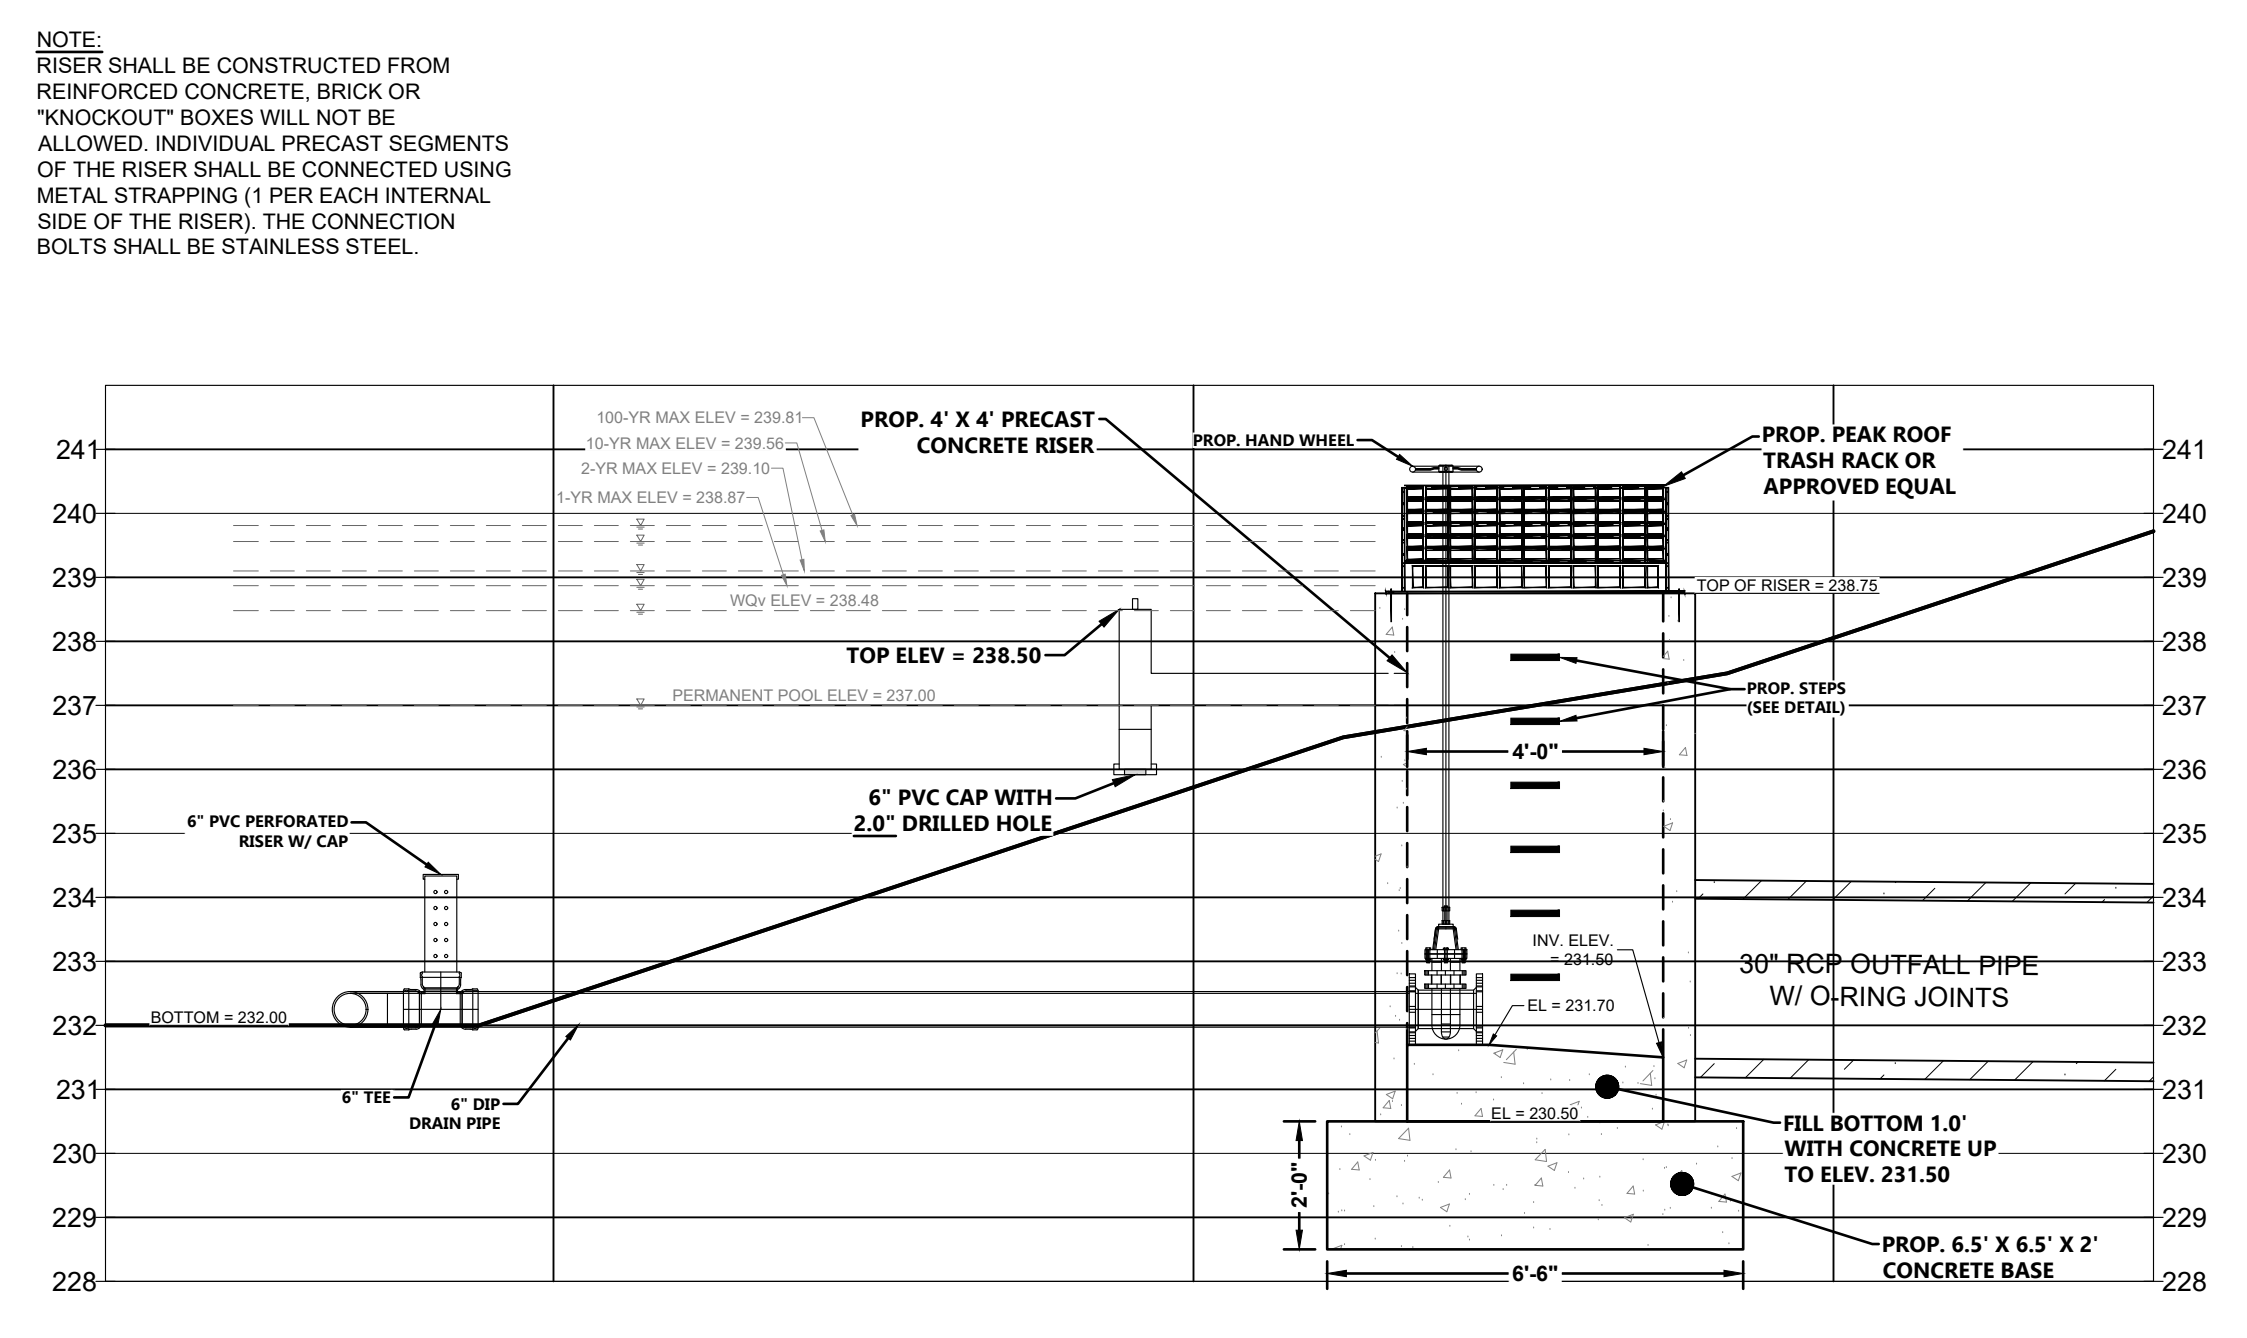 NOTE:
RISER SHALL BE CONSTRUCTED FROM
REINFORCED CONCRETE, BRICK OR
"KNOCKOUT" BOXES WILL NOT BE
ALLOWED. INDIVIDUAL PRECAST SEGMENTS
OF THE RISER SHALL BE CONNECTED USING
METAL STRAPPING (1 PER EACH INTERNAL
SIDE OF THE RISER). THE CONNECTION
BOLTS SHALL BE STAINLESS STEEL.
241
240
239
238
237
236
235
234
233
232
231
230
229
228
100-YR MAX ELEV = 239.81
10-YR MAX ELEV = 239.56
2-YR MAX ELEV = 239.10
1-YR MAX ELEV = 238.87
WQv ELEV = 238.48
PROP. 4' X 4' PRECAST
CONCRETE RISER
PROP. HAND WHEEL
PROP. PEAK ROOF
TRASH RACK OR
APPROVED EQUAL
TOP OF RISER = 238.75
TOP ELEV = 238.50
PERMANENT POOL ELEV = 237.00
PROP. STEPS
(SEE DETAIL)
4'-0"
6" PVC CAP WITH
2.0" DRILLED HOLE
6" PVC PERFORATED
RISER W/ CAP
INV. ELEV.
= 231.50
30" RCP OUTFALL PIPE
W/ O-RING JOINTS
EL = 231.70
BOTTOM = 232.00
6" TEE
6" DIP
DRAIN PIPE
EL = 230.50
FILL BOTTOM 1.0'
WITH CONCRETE UP
TO ELEV. 231.50
2'-0"
PROP. 6.5' X 6.5' X 2'
CONCRETE BASE
6'-6"
241
240
239
238
237
236
235
234
233
232
231
230
229
228